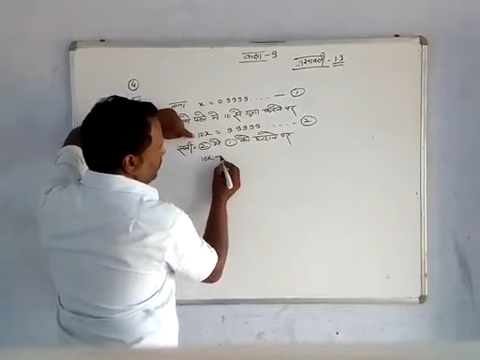 कक्षा - 9
प्रश्नावली - 1.3
④
माना x = 0.9999 ..... — ①
पक्षों में 10 से गुणा करने पर
10x = 9.9999 ...... ②
समी॰ ② में ① को घटाने पर
10x -